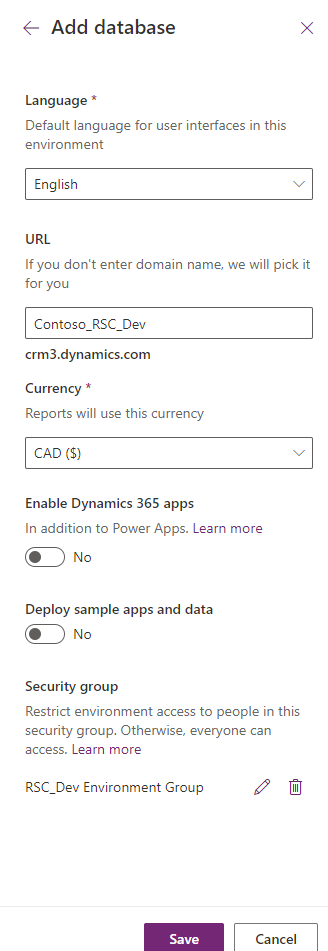 Add database
Language *
Default language for user interfaces in this
environment
English
URL
If you don't enter domain name, we will pick it
for you
Contoso_RSC_Dev
crm3.dynamics.com
Currency *
Reports will use this currency
CAD ($)
Enable Dynamics 365 apps
In addition to Power Apps. Learn more
No
Deploy sample apps and data
No
Security group
Restrict environment access to people in this
security group. Otherwise, everyone can
access. Learn more
RSC_Dev Environment Group
Save Cancel